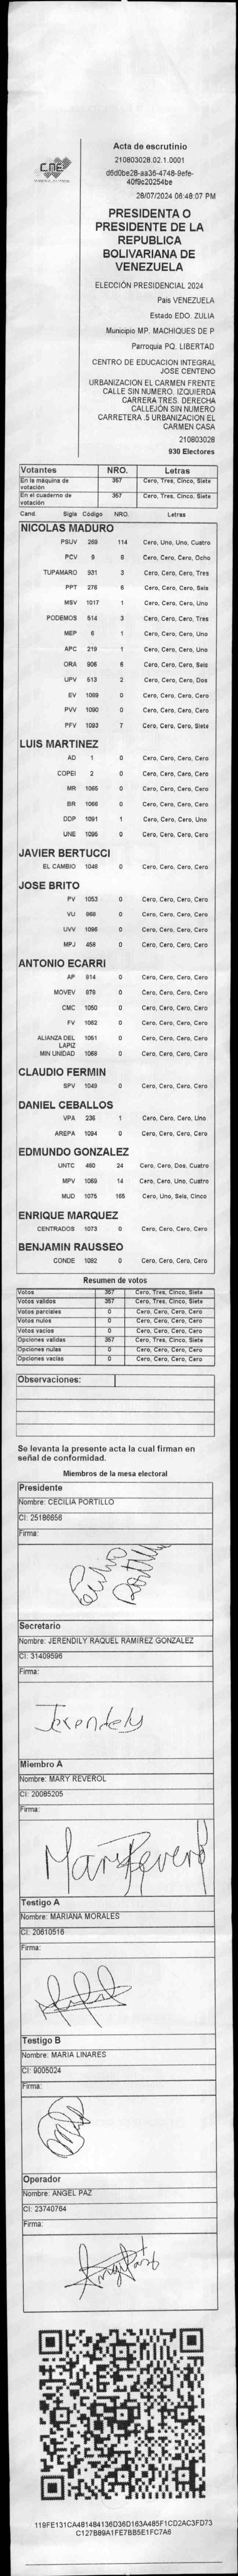 Acta de escrutinio
210803028.02.1.0001
d6d0be28-aa35-4748-9efe-
40f9c20254be
28/07/2024 06:48:07 PM
CNE
PRESIDENTA O
PRESIDENTE DE LA
REPUBLICA
BOLIVARIANA DE
VENEZUELA
ELECCIÓN PRESIDENCIAL 2024
Pais VENEZUELA
Estado EDO. ZULIA
Municipio MP. MACHIQUES DE P
Parroquia PQ. LIBERTAD
CENTRO DE EDUCACION INTEGRAL
JOSE CENTENO
URBANIZACION EL CARMEN FRENTE
CALLE SIN NUMERO. IZQUIERDA
CARRERA TRES. DERECHA
CALLEJÓN SIN NUMERO
CARRETERA .5 URBANIZACION EL
CARMEN CASA
210803028
930 Electores
Votantes NRO. Letras
En la máquina de votación 357 Cero, Tres, Cinco, Siete
En el cuaderno de votación 357 Cero, Tres, Cinco, Siete
Cand. Sigla Código NRO. Letras
NICOLAS MADURO
PSUV 269 114 Cero, Uno, Uno, Cuatro
PCV 9 8 Cero, Cero, Cero, Ocho
TUPAMARO 931 3 Cero, Cero, Cero, Tres
PPT 276 6 Cero, Cero, Cero, Seis
MSV 1017 1 Cero, Cero, Cero, Uno
PODEMOS 514 3 Cero, Cero, Cero, Tres
MEP 6 1 Cero, Cero, Cero, Uno
APC 219 1 Cero, Cero, Cero, Uno
ORA 906 6 Cero, Cero, Cero, Seis
UPV 513 2 Cero, Cero, Cero, Dos
EV 1089 0 Cero, Cero, Cero, Cero
PVV 1090 0 Cero, Cero, Cero, Cero
PFV 1093 7 Cero, Cero, Cero, Siete
LUIS MARTINEZ
AD 1 0 Cero, Cero, Cero, Cero
COPEI 2 0 Cero, Cero, Cero, Cero
MR 1065 0 Cero, Cero, Cero, Cero
BR 1066 0 Cero, Cero, Cero, Cero
DDP 1091 1 Cero, Cero, Cero, Uno
UNE 1095 0 Cero, Cero, Cero, Cero
JAVIER BERTUCCI
EL CAMBIO 1046 0 Cero, Cero, Cero, Cero
JOSE BRITO
PV 1053 0 Cero, Cero, Cero, Cero
VU 968 0 Cero, Cero, Cero, Cero
UVV 1096 0 Cero, Cero, Cero, Cero
MPJ 458 0 Cero, Cero, Cero, Cero
ANTONIO ECARRI
AP 914 0 Cero, Cero, Cero, Cero
MOVEV 979 0 Cero, Cero, Cero, Cero
CMC 1050 0 Cero, Cero, Cero, Cero
FV 1062 0 Cero, Cero, Cero, Cero
ALIANZA DEL LAPIZ 1051 0 Cero, Cero, Cero, Cero
MIN UNIDAD 1068 0 Cero, Cero, Cero, Cero
CLAUDIO FERMIN
SPV 1049 0 Cero, Cero, Cero, Cero
DANIEL CEBALLOS
VPA 236 1 Cero, Cero, Cero, Uno
AREPA 1094 0 Cero, Cero, Cero, Cero
EDMUNDO GONZALEZ
UNTC 460 24 Cero, Cero, Dos, Cuatro
MPV 1069 14 Cero, Cero, Uno, Cuatro
MUD 1075 165 Cero, Uno, Seis, Cinco
ENRIQUE MARQUEZ
CENTRADOS 1073 0 Cero, Cero, Cero, Cero
BENJAMIN RAUSSEO
CONDE 1092 0 Cero, Cero, Cero, Cero
Resumen de votos
Votos 357 Cero, Tres, Cinco, Siete
Votos validos 357 Cero, Tres, Cinco, Siete
Votos parciales 0 Cero, Cero, Cero, Cero
Votos nulos 0 Cero, Cero, Cero, Cero
Votos vacios 0 Cero, Cero, Cero, Cero
Opciones validas 357 Cero, Tres, Cinco, Siete
Opciones nulas 0 Cero, Cero, Cero, Cero
Opciones vacias 0 Cero, Cero, Cero, Cero
Observaciones:
Se levanta la presente acta la cual firman en
señal de conformidad.
Miembros de la mesa electoral
Presidente
Nombre: CECILIA PORTILLO
CI: 25186656
Firma:
Secretario
Nombre: JERENDILY RAQUEL RAMIREZ GONZALEZ
CI: 31409596
Firma:
Jerendely
Miembro A
Nombre: MARY REVEROL
CI: 20085205
Firma:
Testigo A
Nombre: MARIANA MORALES
CI: 20610516
Firma:
Testigo B
Nombre: MARIA LINARES
CI: 9005024
Firma:
Operador
Nombre: ANGEL PAZ
CI: 23740764
Firma:
119FE131CA481484136D36D163A485F1CD2AC3FD73
C127B89A1FE7BB5E1FC7A6